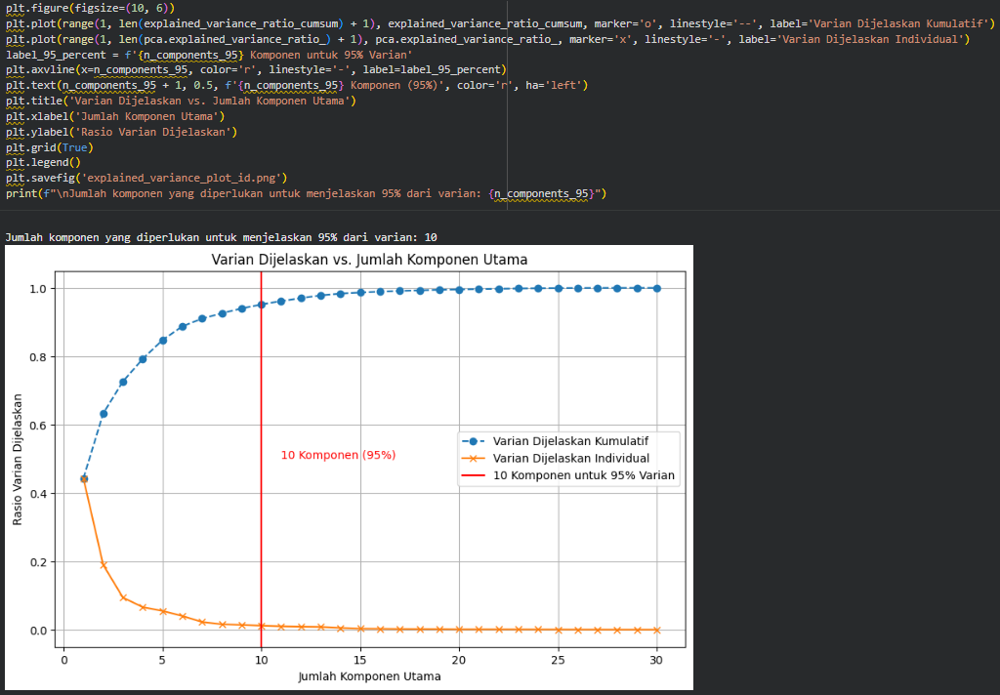 plt.figure(figsize=(10, 6))
plt.plot(range(1, len(explained_variance_ratio_cumsum) + 1), explained_variance_ratio_cumsum, marker='o', linestyle='--', label='Varian Dijelaskan Kumulatif')
plt.plot(range(1, len(pca.explained_variance_ratio_) + 1), pca.explained_variance_ratio_, marker='x', linestyle='-', label='Varian Dijelaskan Individual')
label_95_percent = f'{n_components_95} Komponen untuk 95% Varian'
plt.axvline(x=n_components_95, color='r', linestyle='-', label=label_95_percent)
plt.text(n_components_95 + 1, 0.5, f'{n_components_95} Komponen (95%)', color='r', ha='left')
plt.title('Varian Dijelaskan vs. Jumlah Komponen Utama')
plt.xlabel('Jumlah Komponen Utama')
plt.ylabel('Rasio Varian Dijelaskan')
plt.grid(True)
plt.legend()
plt.savefig('explained_variance_plot_id.png')
print(f"\nJumlah komponen yang diperlukan untuk menjelaskan 95% dari varian: {n_components_95}")
Jumlah komponen yang diperlukan untuk menjelaskan 95% dari varian: 10
Varian Dijelaskan vs. Jumlah Komponen Utama
Rasio Varian Dijelaskan
1.0
0.8
0.6
0.4
0.2
0.0
10 Komponen (95%)
Varian Dijelaskan Kumulatif
Varian Dijelaskan Individual
10 Komponen untuk 95% Varian
0 5 10 15 20 25 30
Jumlah Komponen Utama